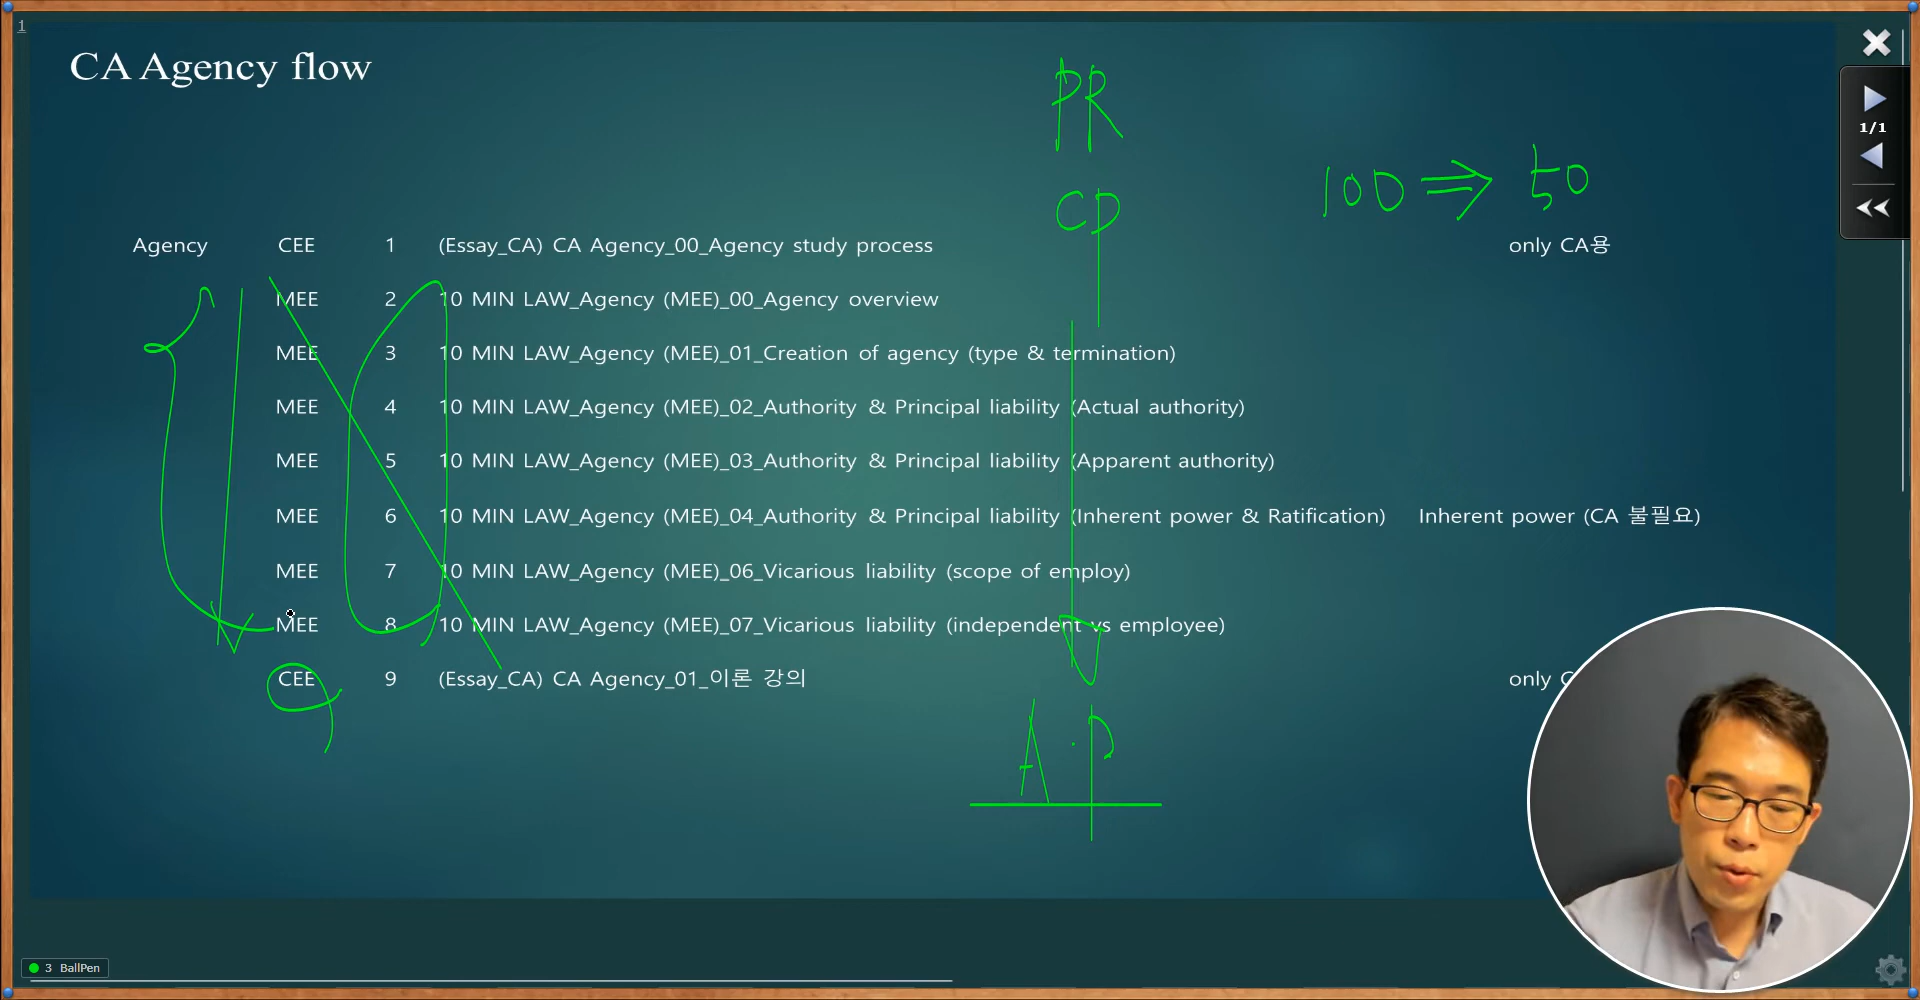 1
CA Agency flow
PR
100 ⇒ 50
CP
1/1
Agency CEE 1 (Essay_CA) CA Agency_00_Agency study process only CA용
MEE 2 10 MIN LAW_Agency (MEE)_00_Agency overview
MEE 3 10 MIN LAW_Agency (MEE)_01_Creation of agency (type & termination)
MEE 4 10 MIN LAW_Agency (MEE)_02_Authority & Principal liability (Actual authority)
MEE 5 10 MIN LAW_Agency (MEE)_03_Authority & Principal liability (Apparent authority)
MEE 6 10 MIN LAW_Agency (MEE)_04_Authority & Principal liability (Inherent power & Ratification) Inherent power (CA 불필요)
MEE 7 10 MIN LAW_Agency (MEE)_06_Vicarious liability (scope of employ)
MEE 8 10 MIN LAW_Agency (MEE)_07_Vicarious liability (independent vs employee)
CEE 9 (Essay_CA) CA Agency_01_이론 강의 only
A.P
3 BallPen